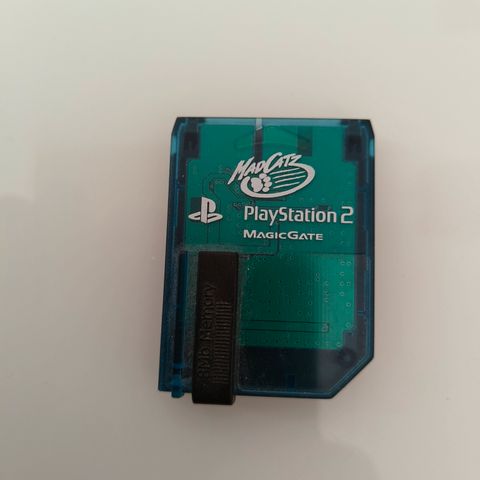 MADCATZ
PlayStation 2
MAGICGATE
8MB Memory